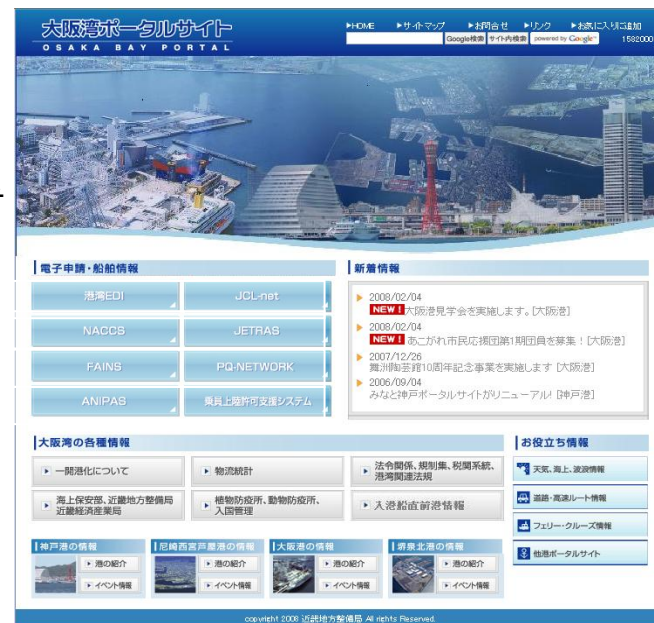 大阪湾ポータルサイト
OSAKA BAY PORTAL
▶HOME ▶サイトマップ ▶お問合せ ▶リンク ▶お気に入りに追加
Google検索 サイト内検索 powered by Google 1582000
電子申請・船舶情報
港湾EDI JCL-net
NACCS JETRAS
FAINS PQ-NETWORK
ANIPAS 乗員上陸許可支援システム
新着情報
2008/02/04
NEW！大阪港見学会を実施します。[大阪港]
2008/02/04
NEW！あこがれ市民応援団第1期団員を募集！[大阪港]
2007/12/26
舞洲陶芸館10周年記念事業を実施します [大阪港]
2006/09/04
みなと神戸ポータルサイトがリニューアル! [神戸港]
大阪湾の各種情報
一開港化について
物流統計
法令関係、規制集、税関系統、
港湾関連法規
海上保安部、近畿地方整備局
近畿経済産業局
植物防疫所、動物防疫所、
入国管理
入港船直前港情報
お役立ち情報
天気、海上、波浪情報
道路・高速ルート情報
フェリー・クルーズ情報
他港ポータルサイト
神戸港の情報
港の紹介
イベント情報
尼崎西宮芦屋港の情報
港の紹介
イベント情報
大阪港の情報
港の紹介
イベント情報
堺泉北港の情報
港の紹介
イベント情報
copyright 2008 近畿地方整備局 All rights Reserved.